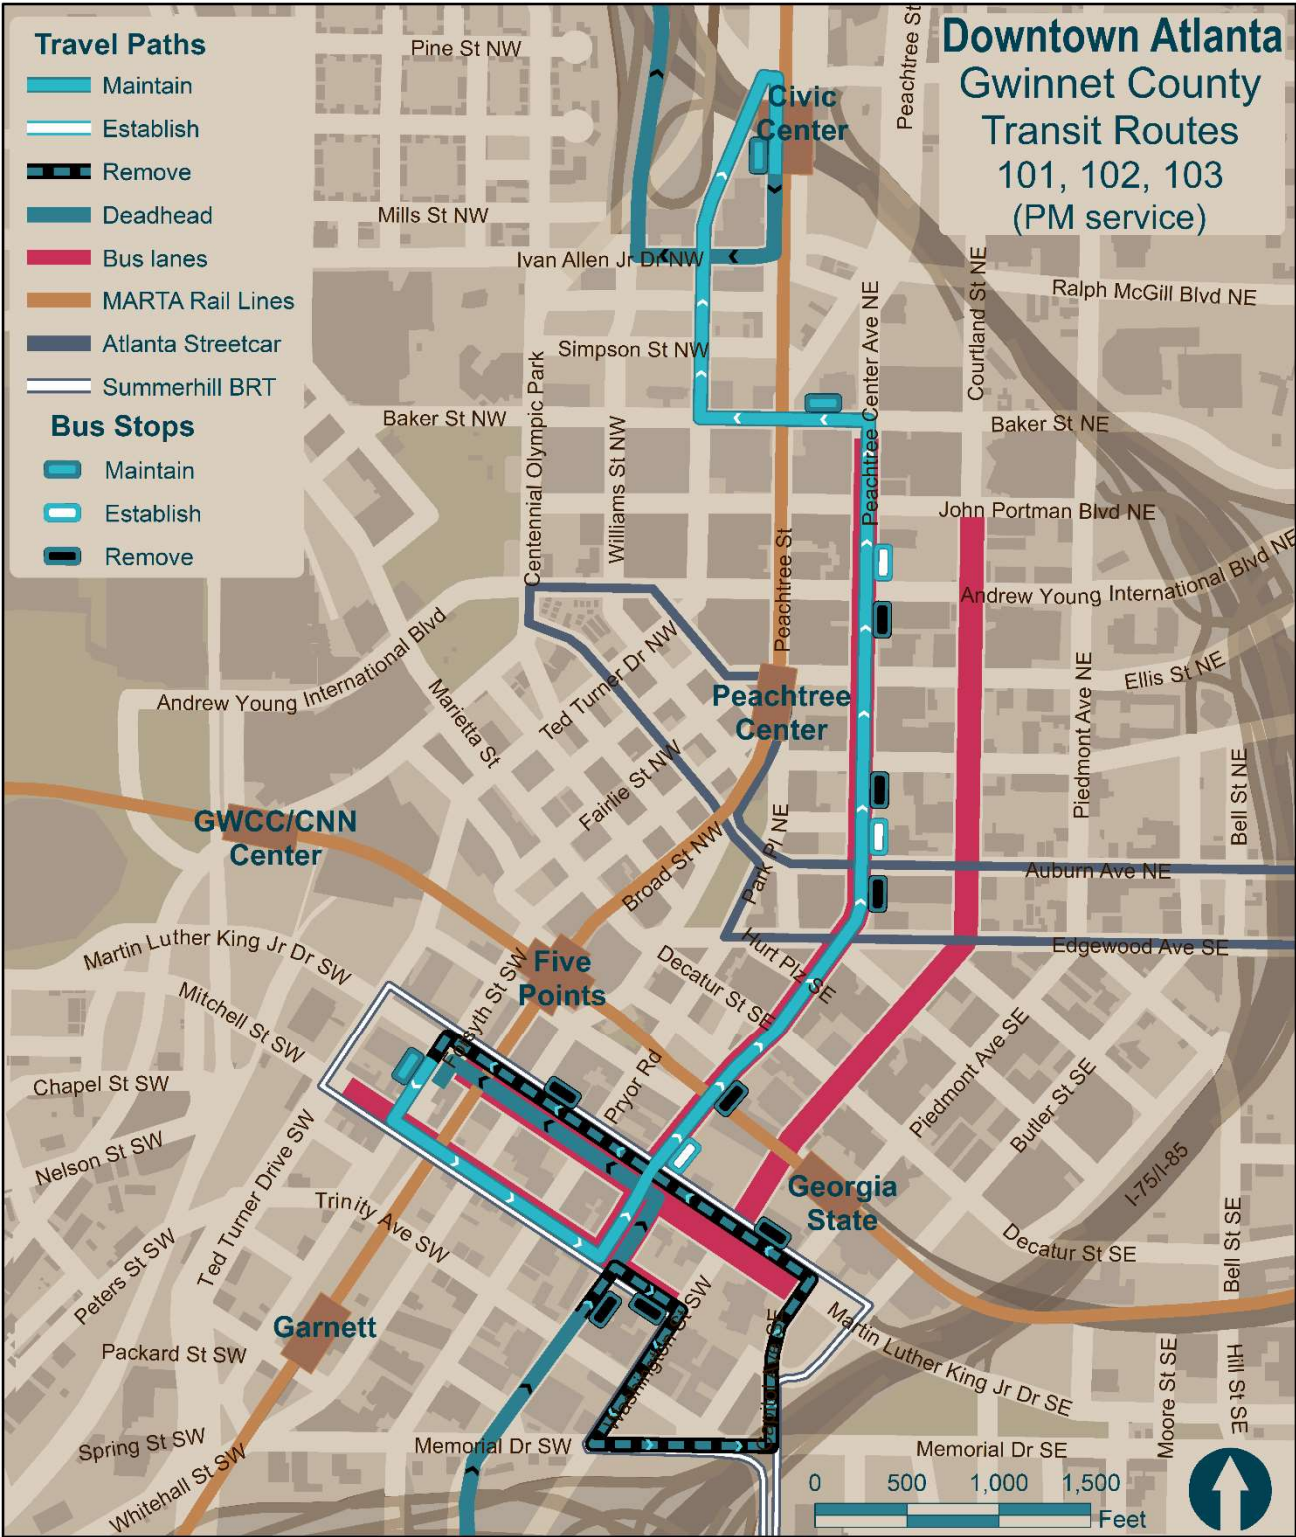 Travel Paths
Maintain
Establish
Remove
Deadhead
Bus lanes
MARTA Rail Lines
Atlanta Streetcar
Summerhill BRT
Bus Stops
Maintain
Establish
Remove
Downtown Atlanta
Gwinnet County
Transit Routes
101, 102, 103
(PM service)
Pine St NW
Peachtree St
Civic
Center
Mills St NW
Ivan Allen Jr Dr NW
Ralph McGill Blvd NE
Courtland St NE
Peachtree Center Ave NE
Simpson St NW
Centennial Olympic Park
Baker St NW
Williams St NW
Baker St NE
John Portman Blvd NE
Peachtree St
Andrew Young International Blvd NE
Andrew Young International Blvd
Marietta St
Ted Turner Dr NW
Peachtree
Center
Ellis St NE
Piedmont Ave NE
Bell St NE
Fairlie St NW
GWCC/CNN
Center
Broad St NW
Park Pl NE
Auburn Ave NE
Edgewood Ave SE
Martin Luther King Jr Dr SW
Five
Points
Forsyth St SW
Hurt Plz SE
Decatur St SE
Mitchell St SW
Pryor Rd
Piedmont Ave SE
Butler St SE
Chapel St SW
Nelson St SW
Ted Turner Drive SW
Trinity Ave SW
Georgia
State
I-75/I-85
Peters St SW
Decatur St SE
Bell St SE
Garnett
Packard St SW
Washington St SW
Capitol Ave SE
Martin Luther King Jr Dr SE
Moore St SE
Hill St SE
Spring St SW
Memorial Dr SW
Memorial Dr SE
Whitehall St SW
0 500 1,000 1,500
Feet